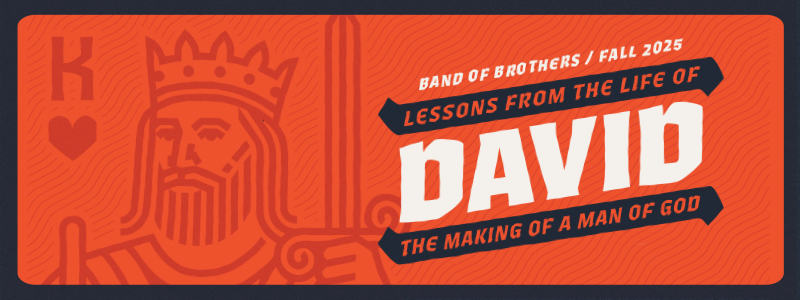 K
BAND OF BROTHERS / FALL 2025
LESSONS FROM THE LIFE OF
DAVID
THE MAKING OF A MAN OF GOD